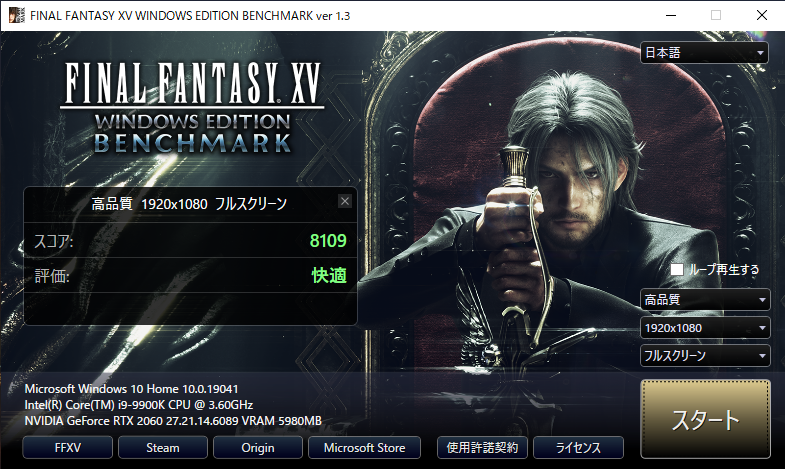 FINAL FANTASY XV WINDOWS EDITION BENCHMARK ver 1.3
日本語
FINAL FANTASY XV
WINDOWS EDITION
BENCHMARK
高品質 1920x1080 フルスクリーン
スコア: 8109
評価: 快適
ループ再生する
高品質
1920x1080
フルスクリーン
Microsoft Windows 10 Home 10.0.19041
Intel(R) Core(TM) i9-9900K CPU @ 3.60GHz
NVIDIA GeForce RTX 2060 27.21.14.6089 VRAM 5980MB
スタート
FFXV Steam Origin Microsoft Store 使用許諾契約 ライセンス